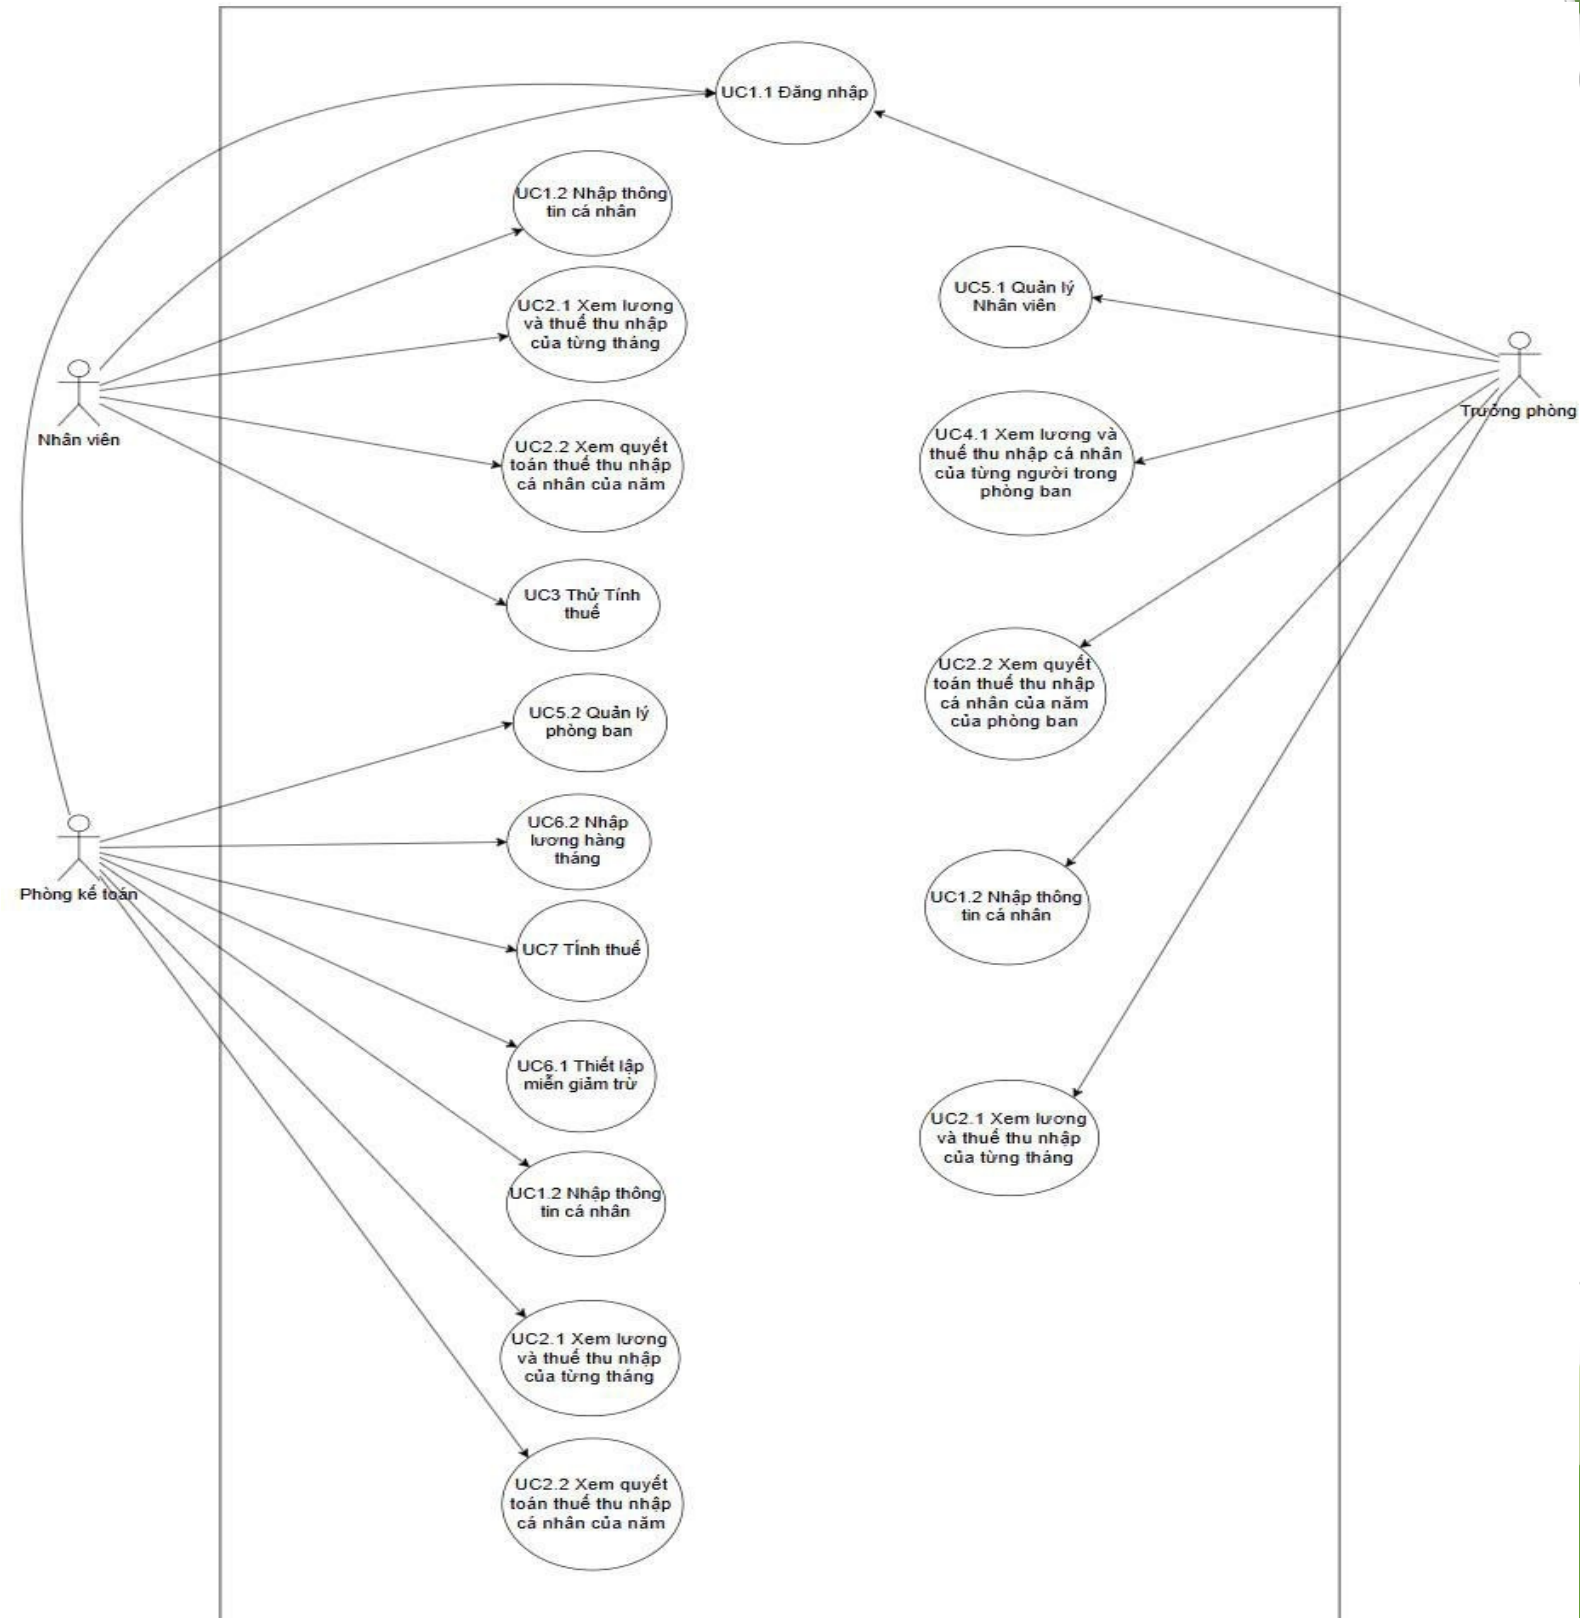 UC1.1 Đăng nhập
UC1.2 Nhập thông
tin cá nhân
UC2.1 Xem lương
và thuế thu nhập
của từng tháng
Nhân viên
UC2.2 Xem quyết
toán thuế thu nhập
cá nhân của năm
UC3 Thử Tính
thuế
UC5.2 Quản lý
phòng ban
UC6.2 Nhập
lương hàng
tháng
Phòng kế toán
UC7 TÍnh thuế
UC6.1 Thiết lập
miễn giảm trừ
UC1.2 Nhập thông
tin cá nhân
UC2.1 Xem lương
và thuế thu nhập
của từng tháng
UC2.2 Xem quyết
toán thuế thu nhập
cá nhân của năm
UC5.1 Quản lý
Nhân viên
Trưởng phòng
UC4.1 Xem lương và
thuế thu nhập cá nhân
của từng người trong
phòng ban
UC2.2 Xem quyết
toán thuế thu nhập
cá nhân của năm
của phòng ban
UC1.2 Nhập thông
tin cá nhân
UC2.1 Xem lương
và thuế thu nhập
của từng tháng